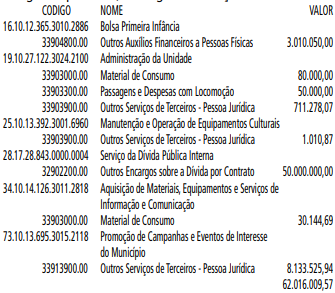 CODIGO NOME VALOR
16.10.12.365.3010.2886 Bolsa Primeira Infância
33904800.00 Outros Auxílios Financeiros a Pessoas Físicas 3.010.050,00
19.10.27.122.3024.2100 Administração da Unidade
33903000.00 Material de Consumo 80.000,00
33903300.00 Passagens e Despesas com Locomoção 50.000,00
33903900.00 Outros Serviços de Terceiros - Pessoa Jurídica 711.278,07
25.10.13.392.3001.6960 Manutenção e Operação de Equipamentos Culturais
33903900.00 Outros Serviços de Terceiros - Pessoa Jurídica 1.010,87
28.17.28.843.0000.0004 Serviço da Dívida Pública Interna
32902200.00 Outros Encargos sobre a Dívida por Contrato 50.000.000,00
34.10.14.126.3011.2818 Aquisição de Materiais, Equipamentos e Serviços de
Informação e Comunicação
33903000.00 Material de Consumo 30.144,69
73.10.13.695.3015.2118 Promoção de Campanhas e Eventos de Interesse
do Município
33913900.00 Outros Serviços de Terceiros - Pessoa Jurídica 8.133.525,94
62.016.009,57